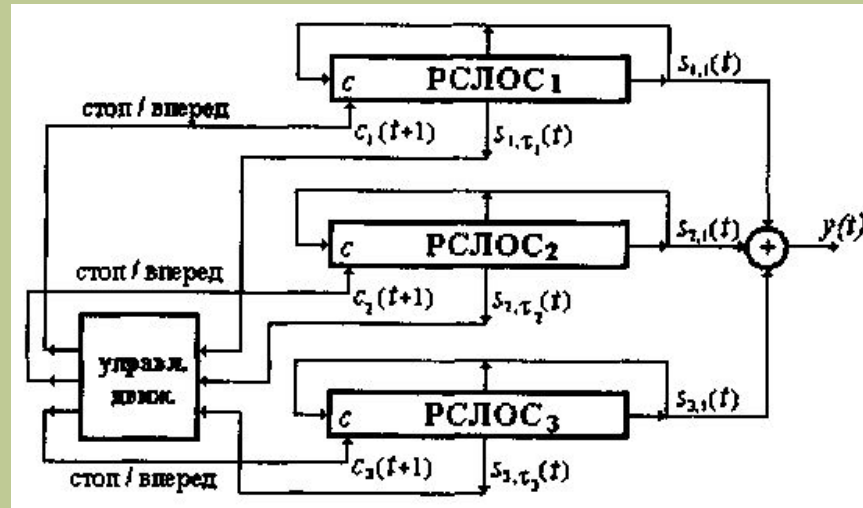 РСЛОС₁
c
s₁,₁(t)
стоп / вперед
c₁(t+1)
s₁,τ₁(t)
РСЛОС₂
c
s₂,₁(t)
+
y(t)
стоп / вперед
c₂(t+1)
s₂,τ₂(t)
управл.
движ.
РСЛОС₃
c
s₃,₁(t)
стоп / вперед
c₃(t+1)
s₃,τ₃(t)